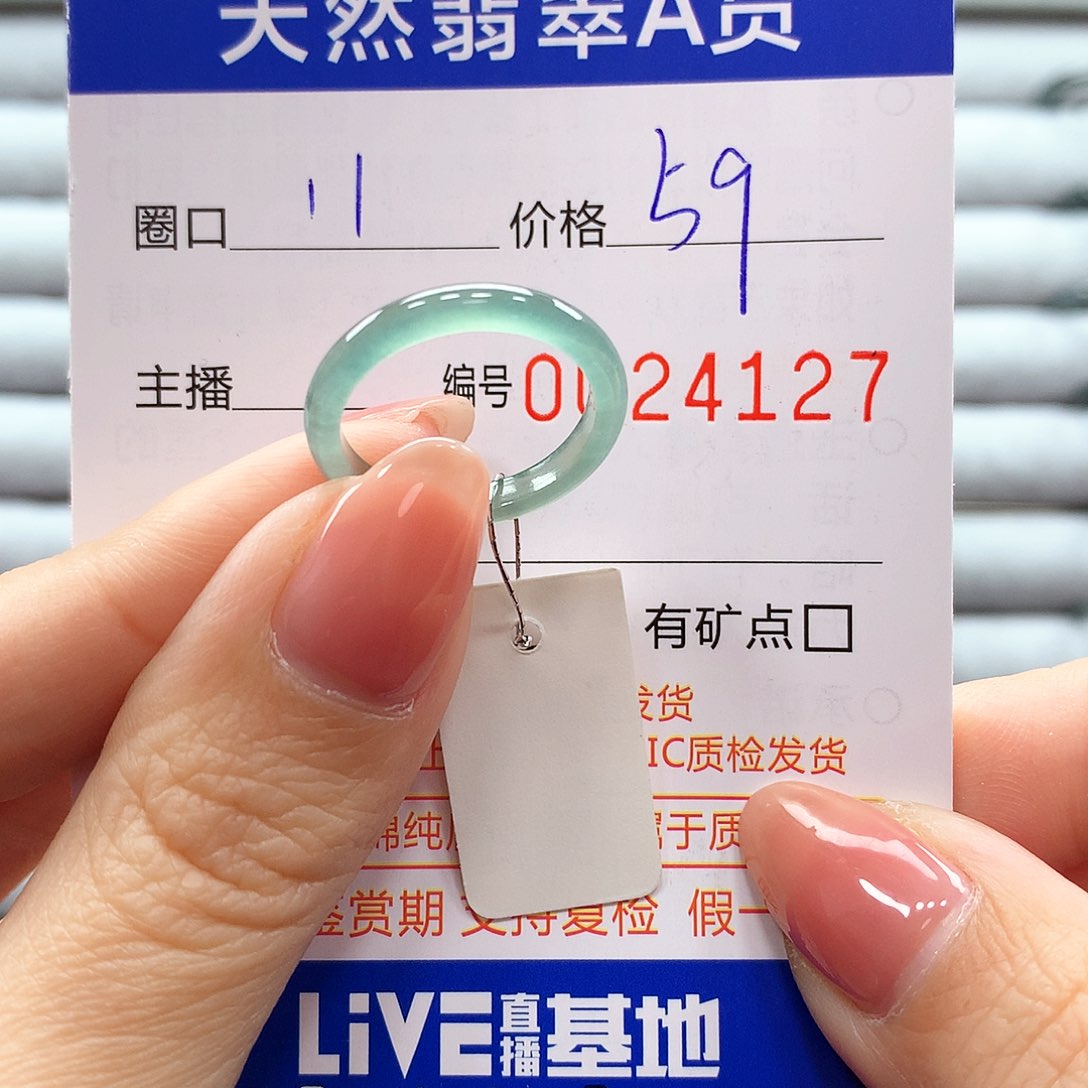 天然翡翠A货
圈口 11 价格 59
主播 编号 0024127
有矿点
发货
IC质检发货
棉纯 属于质
鉴赏期 支持复检 假一
LiVE直播基地